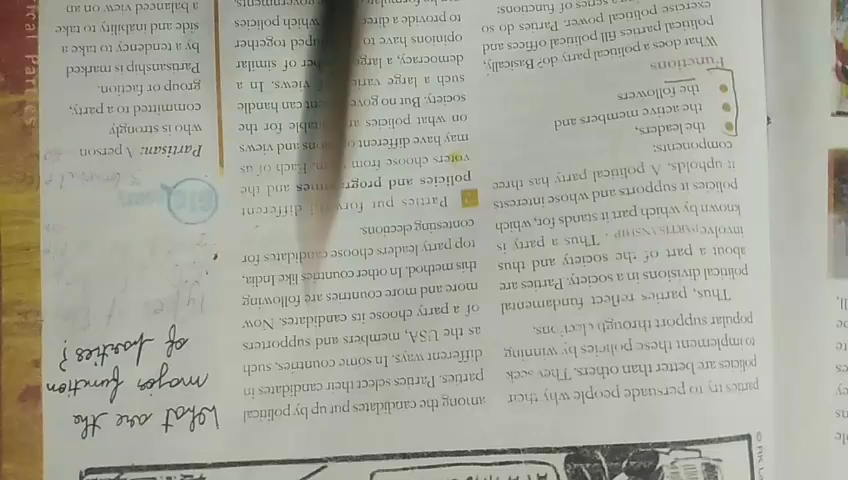 parties try to persuade people why their
policies are better than others. They seek
to implement these policies by winning
popular support through elections.
Thus, parties reflect fundamental
political divisions in a society. Parties are
about a part of the society and thus
involve PARTISANSHIP . Thus a party is
known by which part it stands for, which
policies it supports and whose interests
it upholds. A political party has three
components:
the leaders,
the active members and
the followers
Functions
What does a political party do? Basically,
political parties fill political offices and
exercise political power. Parties do so
a series of functions:
among the candidates put up by political
parties. Parties select their candidates in
different ways. In some countries, such
as the USA, members and supporters
of a party choose its candidates. Now
more and more countries are following
this method. In other countries like India,
top party leaders choose candidates for
contesting elections.
Parties put forward different
policies and programmes and the
voters choose from them. Each of us
may have different opinions and views
on what policies are suitable for the
society. But no government can handle
such a large variety of views. In a
democracy, a large number of similar
opinions have to grouped together
to provide a direction which policies
governments,
What are the
major function
of parties?
Partisan: A person
who is strongly
committed to a party,
group or faction.
Partisanship is marked
by a tendency to take a
side and inability to take
a balanced view on an